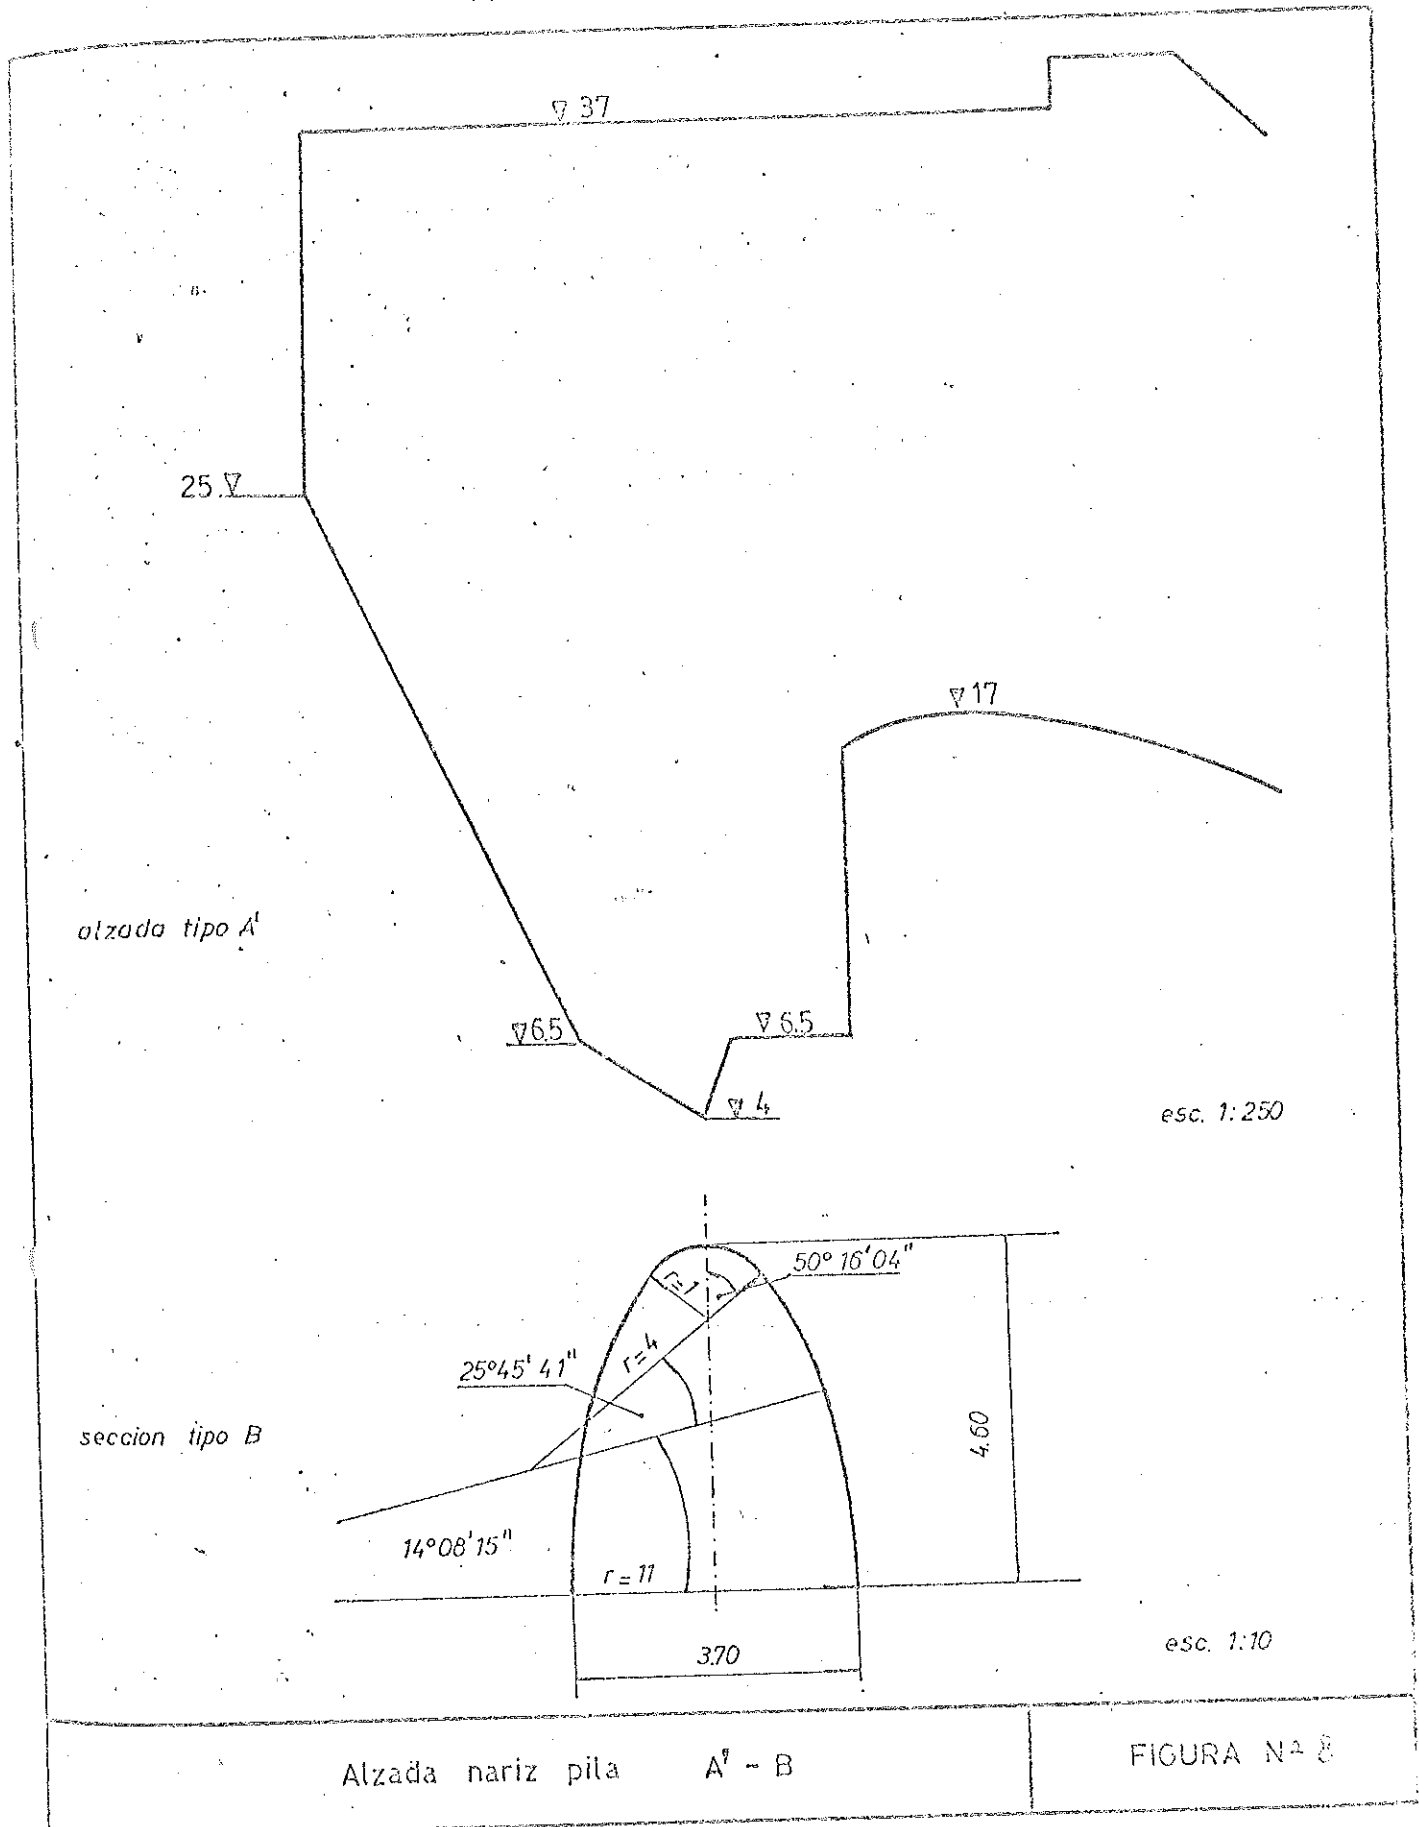 ▽ 37
25 ▽
▽ 17
alzada tipo A'
▽6.5
▽ 6.5
▽ 4
esc. 1:250
50° 16' 04"
r=1
r=4
25° 45' 41"
seccion tipo B
4.60
14° 08' 15"
r = 11
3.70
esc. 1:10
Alzada nariz pila A' - B
FIGURA Nº 8